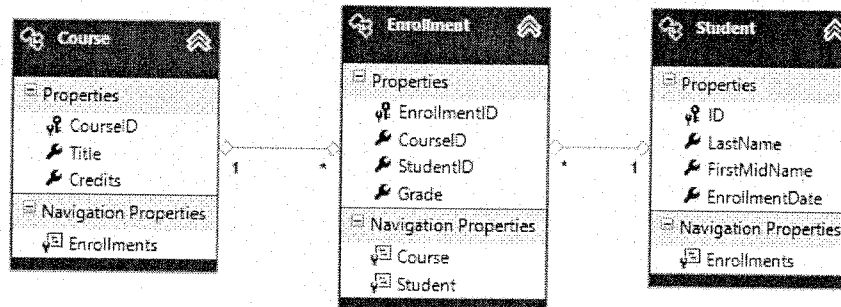 Course
Properties
CourseID
Title
Credits
Navigation Properties
Enrollments
1
*
Enrollment
Properties
EnrollmentID
CourseID
StudentID
Grade
Navigation Properties
Course
Student
*
1
Student
Properties
ID
LastName
FirstMidName
EnrollmentDate
Navigation Properties
Enrollments